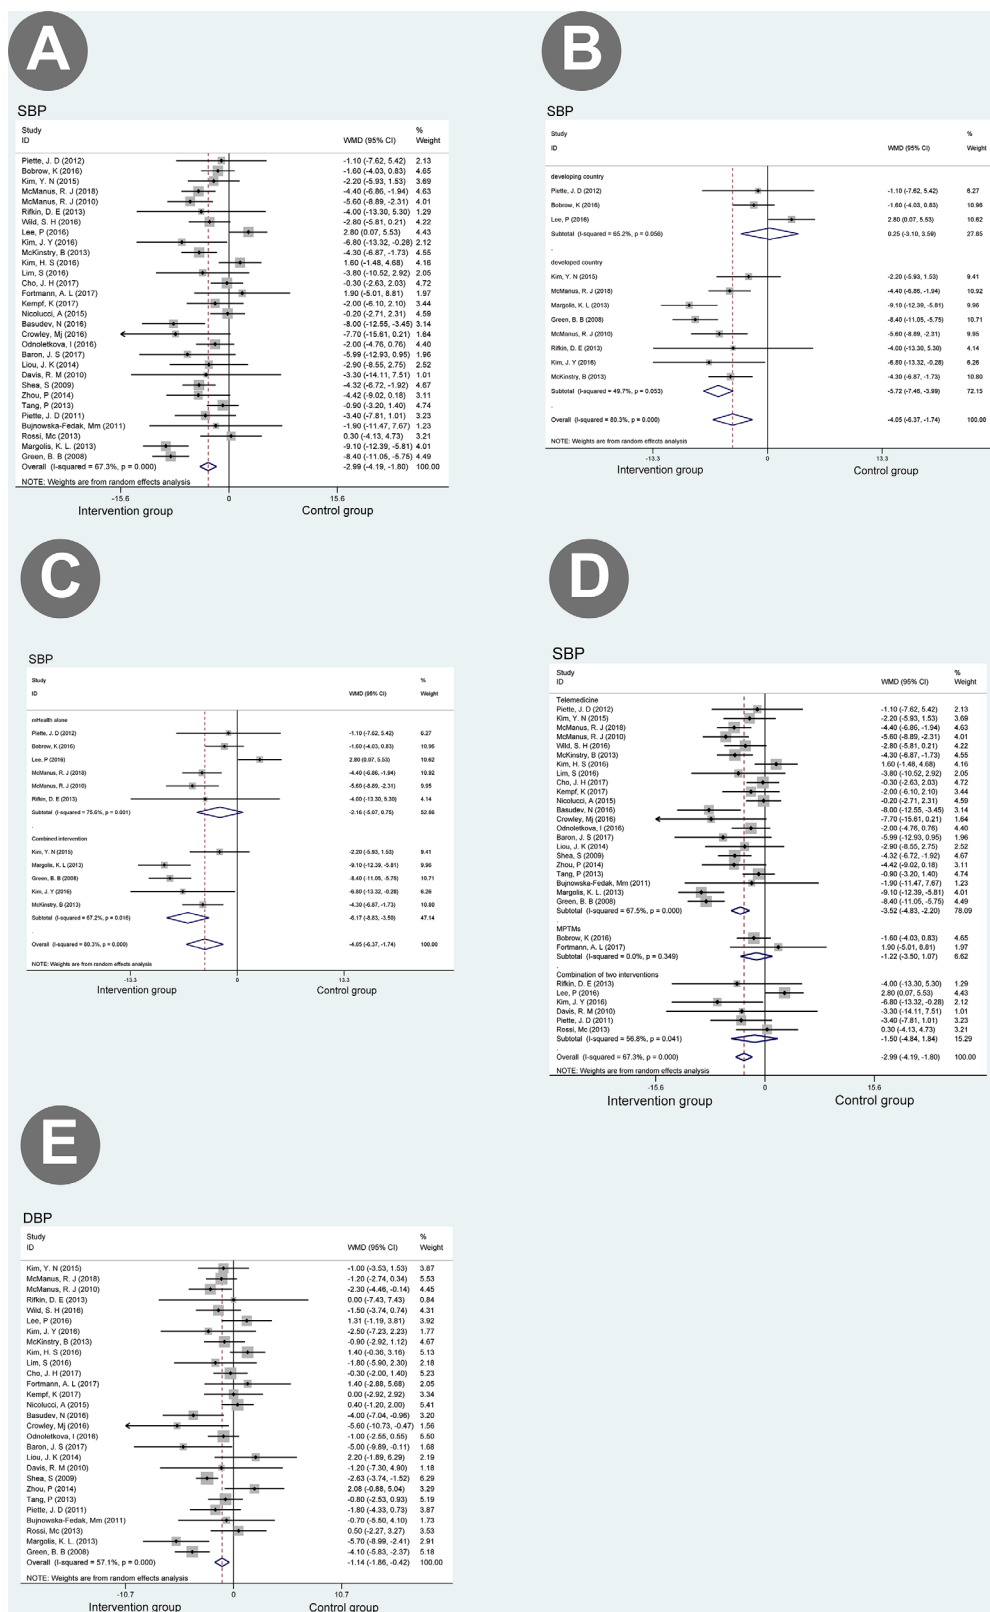 A
SBP
Study %
ID WMD (95% CI) Weight
Piette, J. D (2012) -1.10 (-7.62, 5.42) 2.13
Bobrow, K (2016) -1.60 (-4.03, 0.83) 4.65
Kim, Y. N (2015) -2.20 (-5.93, 1.53) 3.69
McManus, R. J (2018) -4.40 (-6.86, -1.94) 4.63
McManus, R. J (2010) -5.60 (-8.89, -2.31) 4.01
Rifkin, D. E (2013) -4.00 (-13.30, 5.30) 1.29
Wild, S. H (2016) -2.80 (-5.81, 0.21) 4.22
Lee, P (2016) 2.80 (0.07, 5.53) 4.43
Kim, J. Y (2016) -6.80 (-13.32, -0.28) 2.12
McKinstry, B (2013) -4.30 (-6.87, -1.73) 4.55
Kim, H. S (2016) 1.60 (-1.48, 4.68) 4.16
Lim, S (2016) -3.80 (-10.52, 2.92) 2.05
Cho, J. H (2017) -0.30 (-2.63, 2.03) 4.72
Fortmann, A. L (2017) 1.90 (-5.01, 8.81) 1.97
Kempf, K (2017) -2.00 (-6.10, 2.10) 3.44
Nicolucci, A (2015) -0.20 (-2.71, 2.31) 4.59
Basudev, N (2016) -8.00 (-12.55, -3.45) 3.14
Crowley, Mj (2016) -7.70 (-15.61, 0.21) 1.64
Odnoletkova, I (2016) -2.00 (-4.76, 0.76) 4.40
Baron, J. S (2017) -5.99 (-12.93, 0.95) 1.96
Liou, J. K (2014) -2.90 (-8.55, 2.75) 2.52
Davis, R. M (2010) -3.30 (-14.11, 7.51) 1.01
Shea, S (2009) -4.32 (-6.72, -1.92) 4.67
Zhou, P (2014) -4.42 (-9.02, 0.18) 3.11
Tang, P (2013) -0.90 (-3.20, 1.40) 4.74
Piette, J. D (2011) -3.40 (-7.81, 1.01) 3.23
Bujnowska-Fedak, Mm (2011) -1.90 (-11.47, 7.67) 1.23
Rossi, Mc (2013) 0.30 (-4.13, 4.73) 3.21
Margolis, K. L. (2013) -9.10 (-12.39, -5.81) 4.01
Green, B. B (2008) -8.40 (-11.05, -5.75) 4.49
Overall (I-squared = 67.3%, p = 0.000) -2.99 (-4.19, -1.80) 100.00
NOTE: Weights are from random effects analysis
-15.6 0 15.6
Intervention group Control group
B
SBP
Study %
ID WMD (95% CI) Weight
developing country
Piette, J. D (2012) -1.10 (-7.62, 5.42) 6.27
Bobrow, K (2016) -1.60 (-4.03, 0.83) 10.96
Lee, P (2016) 2.80 (0.07, 5.53) 10.62
Subtotal (I-squared = 65.2%, p = 0.056) 0.25 (-3.10, 3.59) 27.85
.
developed country
Kim, Y. N (2015) -2.20 (-5.93, 1.53) 9.41
McManus, R. J (2018) -4.40 (-6.86, -1.94) 10.92
Margolis, K. L (2013) -9.10 (-12.39, -5.81) 9.96
Green, B. B (2008) -8.40 (-11.05, -5.75) 10.71
McManus, R. J (2010) -5.60 (-8.89, -2.31) 9.95
Rifkin, D. E (2013) -4.00 (-13.30, 5.30) 4.14
Kim, J. Y (2016) -6.80 (-13.32, -0.28) 6.26
McKinstry, B (2013) -4.30 (-6.87, -1.73) 10.80
Subtotal (I-squared = 49.7%, p = 0.053) -5.72 (-7.46, -3.99) 72.15
.
Overall (I-squared = 80.3%, p = 0.000) -4.05 (-6.37, -1.74) 100.00
NOTE: Weights are from random effects analysis
-13.3 0 13.3
Intervention group Control group
C
SBP
Study %
ID WMD (95% CI) Weight
mHealth alone
Piette, J. D (2012) -1.10 (-7.62, 5.42) 6.27
Bobrow, K (2016) -1.60 (-4.03, 0.83) 10.96
Lee, P (2016) 2.80 (0.07, 5.53) 10.62
McManus, R. J (2018) -4.40 (-6.86, -1.94) 10.92
McManus, R. J (2010) -5.60 (-8.89, -2.31) 9.95
Rifkin, D. E (2013) -4.00 (-13.30, 5.30) 4.14
Subtotal (I-squared = 75.6%, p = 0.001) -2.16 (-5.07, 0.75) 52.86
.
Combined intervention
Kim, Y. N (2015) -2.20 (-5.93, 1.53) 9.41
Margolis, K. L (2013) -9.10 (-12.39, -5.81) 9.96
Green, B. B (2008) -8.40 (-11.05, -5.75) 10.71
Kim, J. Y (2016) -6.80 (-13.32, -0.28) 6.26
McKinstry, B (2013) -4.30 (-6.87, -1.73) 10.80
Subtotal (I-squared = 67.2%, p = 0.016) -6.17 (-8.83, -3.50) 47.14
.
Overall (I-squared = 80.3%, p = 0.000) -4.05 (-6.37, -1.74) 100.00
NOTE: Weights are from random effects analysis
-13.3 0 13.3
Intervention group Control group
D
SBP
Study %
ID WMD (95% CI) Weight
Telemedicine
Piette, J. D (2012) -1.10 (-7.62, 5.42) 2.13
Kim, Y. N (2015) -2.20 (-5.93, 1.53) 3.69
McManus, R. J (2018) -4.40 (-6.86, -1.94) 4.63
McManus, R. J (2010) -5.60 (-8.89, -2.31) 4.01
Wild, S. H (2016) -2.80 (-5.81, 0.21) 4.22
McKinstry, B (2013) -4.30 (-6.87, -1.73) 4.55
Kim, H. S (2016) 1.60 (-1.48, 4.68) 4.16
Lim, S (2016) -3.80 (-10.52, 2.92) 2.05
Cho, J. H (2017) -0.30 (-2.63, 2.03) 4.72
Kempf, K (2017) -2.00 (-6.10, 2.10) 3.44
Nicolucci, A (2015) -0.20 (-2.71, 2.31) 4.59
Basudev, N (2016) -8.00 (-12.55, -3.45) 3.14
Crowley, Mj (2016) -7.70 (-15.61, 0.21) 1.64
Odnoletkova, I (2016) -2.00 (-4.76, 0.76) 4.40
Baron, J. S (2017) -5.99 (-12.93, 0.95) 1.96
Liou, J. K (2014) -2.90 (-8.55, 2.75) 2.52
Shea, S (2009) -4.32 (-6.72, -1.92) 4.67
Zhou, P (2014) -4.42 (-9.02, 0.18) 3.11
Tang, P (2013) -0.90 (-3.20, 1.40) 4.74
Bujnowska-Fedak, Mm (2011) -1.90 (-11.47, 7.67) 1.23
Margolis, K. L. (2013) -9.10 (-12.39, -5.81) 4.01
Green, B. B (2008) -8.40 (-11.05, -5.75) 4.49
Subtotal (I-squared = 67.5%, p = 0.000) -3.52 (-4.83, -2.20) 78.09
.
MPTMs
Bobrow, K (2016) -1.60 (-4.03, 0.83) 4.65
Fortmann, A. L (2017) 1.90 (-5.01, 8.81) 1.97
Subtotal (I-squared = 0.0%, p = 0.349) -1.22 (-3.50, 1.07) 6.62
.
Combination of two interventions
Rifkin, D. E (2013) -4.00 (-13.30, 5.30) 1.29
Lee, P (2016) 2.80 (0.07, 5.53) 4.43
Kim, J. Y (2016) -6.80 (-13.32, -0.28) 2.12
Davis, R. M (2010) -3.30 (-14.11, 7.51) 1.01
Piette, J. D (2011) -3.40 (-7.81, 1.01) 3.23
Rossi, Mc (2013) 0.30 (-4.13, 4.73) 3.21
Subtotal (I-squared = 56.8%, p = 0.041) -1.50 (-4.84, 1.84) 15.29
.
Overall (I-squared = 67.3%, p = 0.000) -2.99 (-4.19, -1.80) 100.00
NOTE: Weights are from random effects analysis
-15.6 0 15.6
Intervention group Control group
E
DBP
Study %
ID WMD (95% CI) Weight
Kim, Y. N (2015) -1.00 (-3.53, 1.53) 3.87
McManus, R. J (2018) -1.20 (-2.74, 0.34) 5.53
McManus, R. J (2010) -2.30 (-4.46, -0.14) 4.45
Rifkin, D. E (2013) 0.00 (-7.43, 7.43) 0.84
Wild, S. H (2016) -1.50 (-3.74, 0.74) 4.31
Lee, P (2016) 1.31 (-1.19, 3.81) 3.92
Kim, J. Y (2016) -2.50 (-7.23, 2.23) 1.77
McKinstry, B (2013) -0.90 (-2.92, 1.12) 4.67
Kim, H. S (2016) 1.40 (-0.36, 3.16) 5.13
Lim, S (2016) -1.80 (-5.90, 2.30) 2.18
Cho, J. H (2017) -0.30 (-2.00, 1.40) 5.23
Fortmann, A. L (2017) 1.40 (-2.88, 5.68) 2.05
Kempf, K (2017) 0.00 (-2.92, 2.92) 3.34
Nicolucci, A (2015) 0.40 (-1.20, 2.00) 5.41
Basudev, N (2016) -4.00 (-7.04, -0.96) 3.20
Crowley, Mj (2016) -5.60 (-10.73, -0.47) 1.56
Odnoletkova, I (2016) -1.00 (-2.55, 0.55) 5.50
Baron, J. S (2017) -5.00 (-9.89, -0.11) 1.68
Liou, J. K (2014) 2.20 (-1.89, 6.29) 2.19
Davis, R. M (2010) -1.20 (-7.30, 4.90) 1.18
Shea, S (2009) -2.63 (-3.74, -1.52) 6.29
Zhou, P (2014) 2.08 (-0.88, 5.04) 3.29
Tang, P (2013) -0.80 (-2.53, 0.93) 5.19
Piette, J. D (2011) -1.80 (-4.33, 0.73) 3.87
Bujnowska-Fedak, Mm (2011) -0.70 (-5.50, 4.10) 1.73
Rossi, Mc (2013) 0.50 (-2.27, 3.27) 3.53
Margolis, K. L. (2013) -5.70 (-8.99, -2.41) 2.91
Green, B. B (2008) -4.10 (-5.83, -2.37) 5.18
Overall (I-squared = 57.1%, p = 0.000) -1.14 (-1.86, -0.42) 100.00
NOTE: Weights are from random effects analysis
-10.7 0 10.7
Intervention group Control group